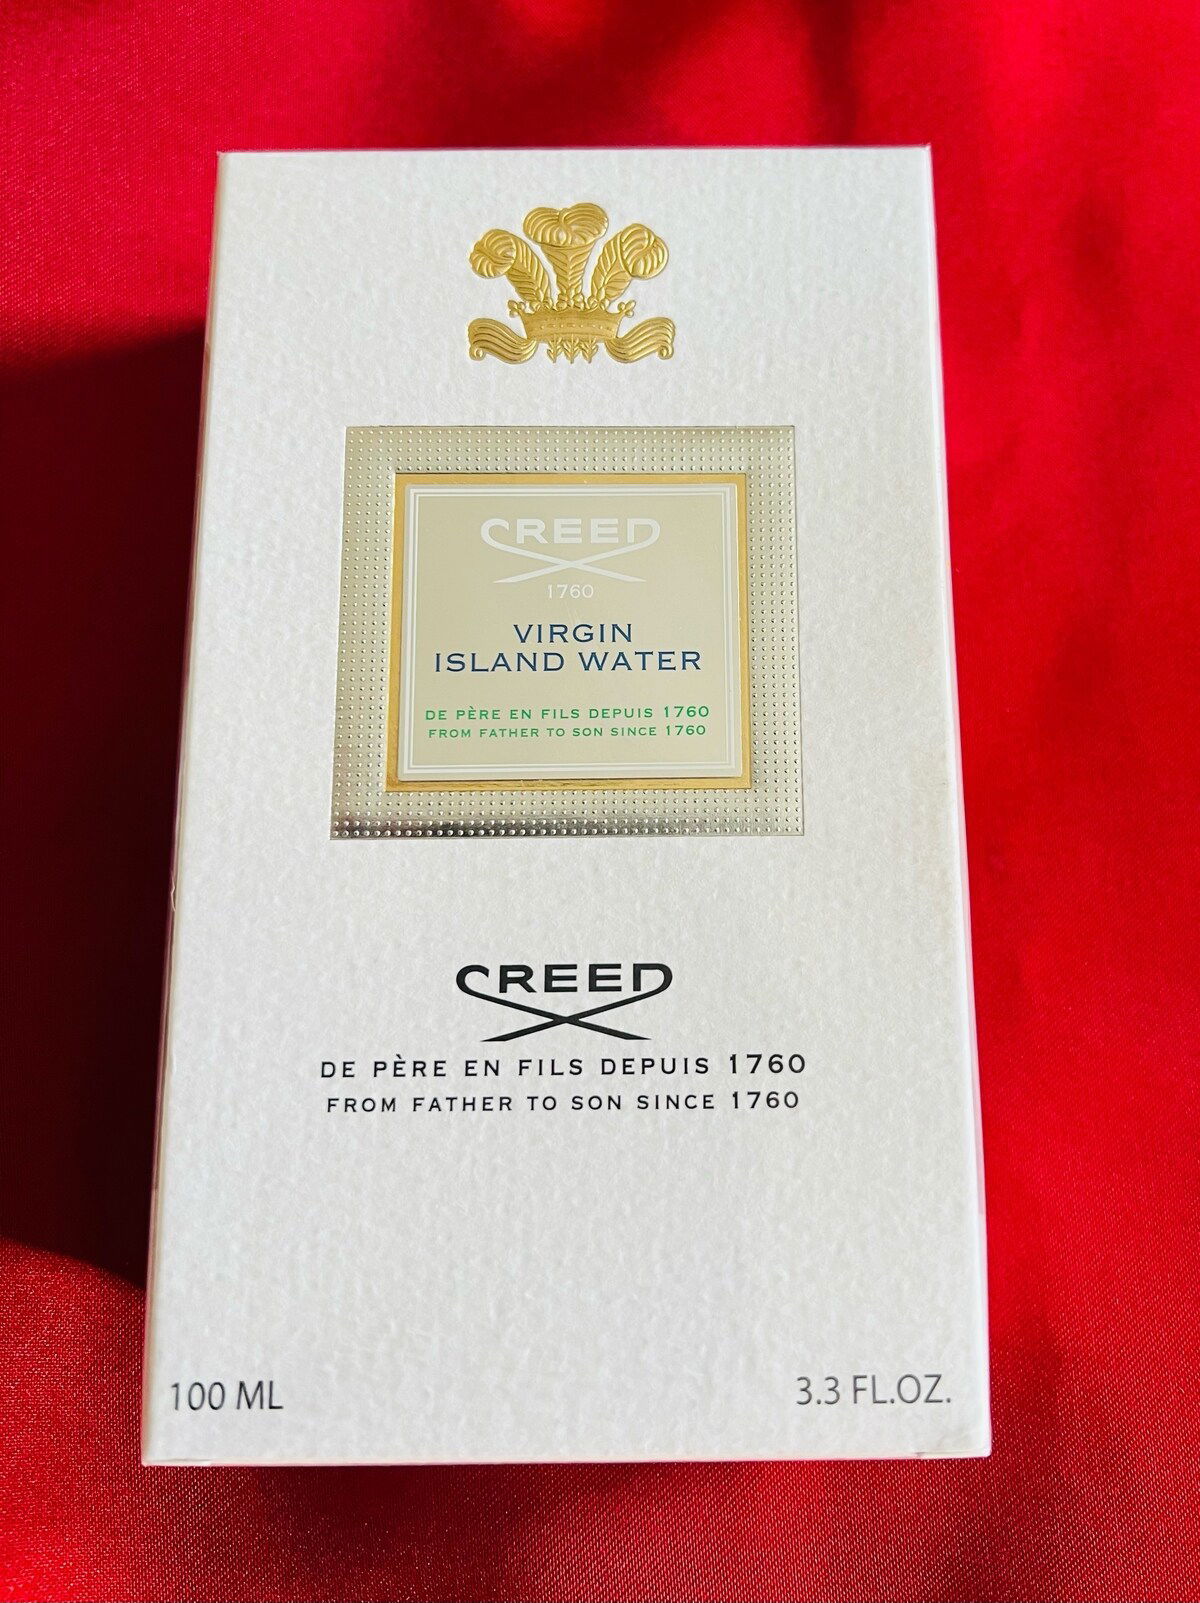 CREED
1760
VIRGIN
ISLAND WATER
DE PÈRE EN FILS DEPUIS 1760
FROM FATHER TO SON SINCE 1760
CREED
DE PÈRE EN FILS DEPUIS 1760
FROM FATHER TO SON SINCE 1760
100 ML
3.3 FL.OZ.